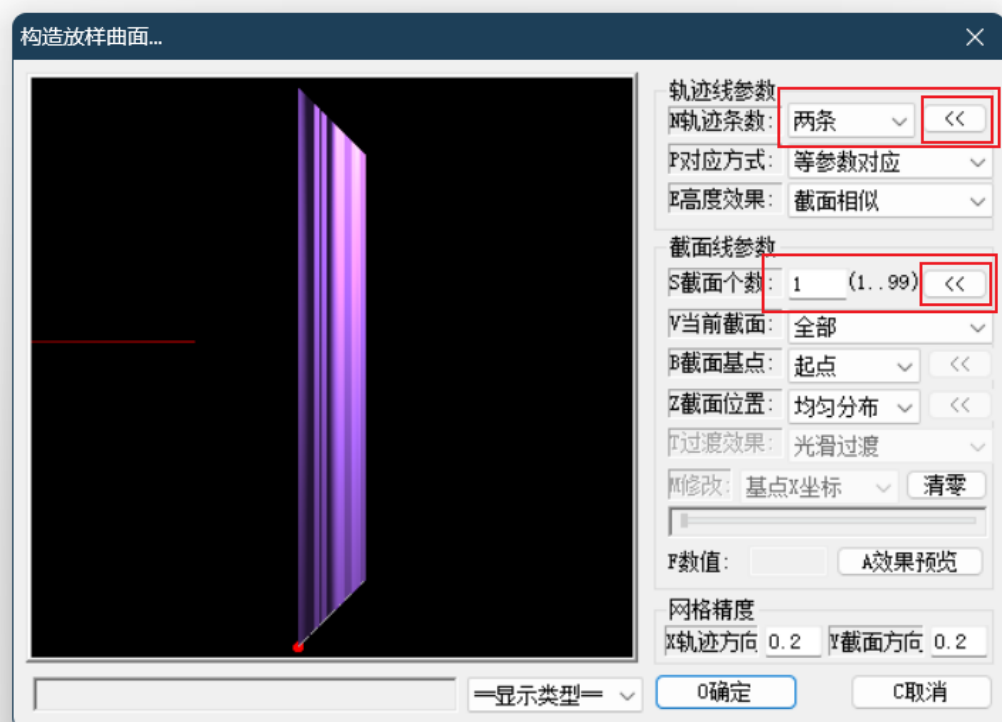 构造放样曲面...
轨迹线参数
N轨迹条数: 两条 <<
P对应方式: 等参数对应
E高度效果: 截面相似
截面线参数
S截面个数: 1 (1..99) <<
V当前截面: 全部
B截面基点: 起点 <<
Z截面位置: 均匀分布 <<
T过渡效果: 光滑过渡
M修改: 基点X坐标 清零
F数值: A效果预览
网格精度
X轨迹方向 0.2 Y截面方向 0.2
==显示类型== O确定 C取消